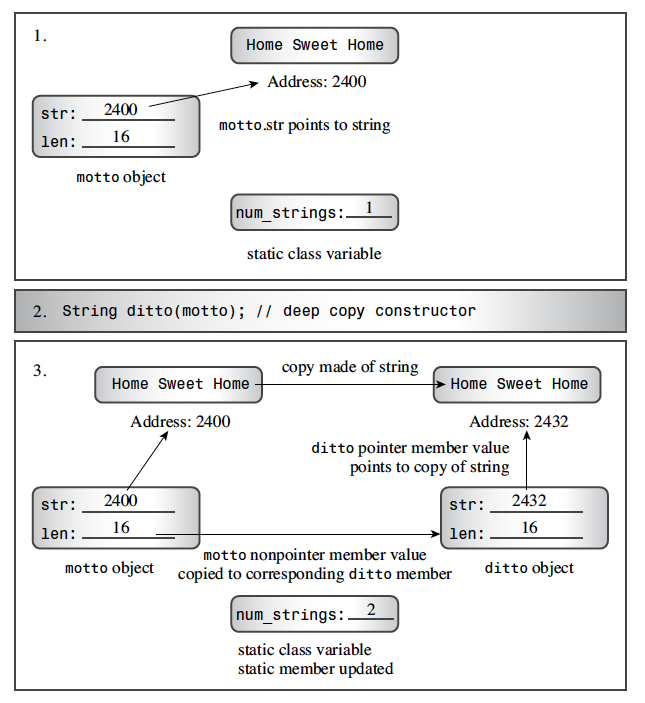 1.
Home Sweet Home
Address: 2400
str: 2400
len: 16
motto.str points to string
motto object
num_strings: 1
static class variable
2. String ditto(motto); // deep copy constructor
3.
copy made of string
Home Sweet Home
Home Sweet Home
Address: 2400
Address: 2432
ditto pointer member value
points to copy of string
str: 2400
len: 16
str: 2432
len: 16
motto nonpointer member value
copied to corresponding ditto member
motto object
ditto object
num_strings: 2
static class variable
static member updated